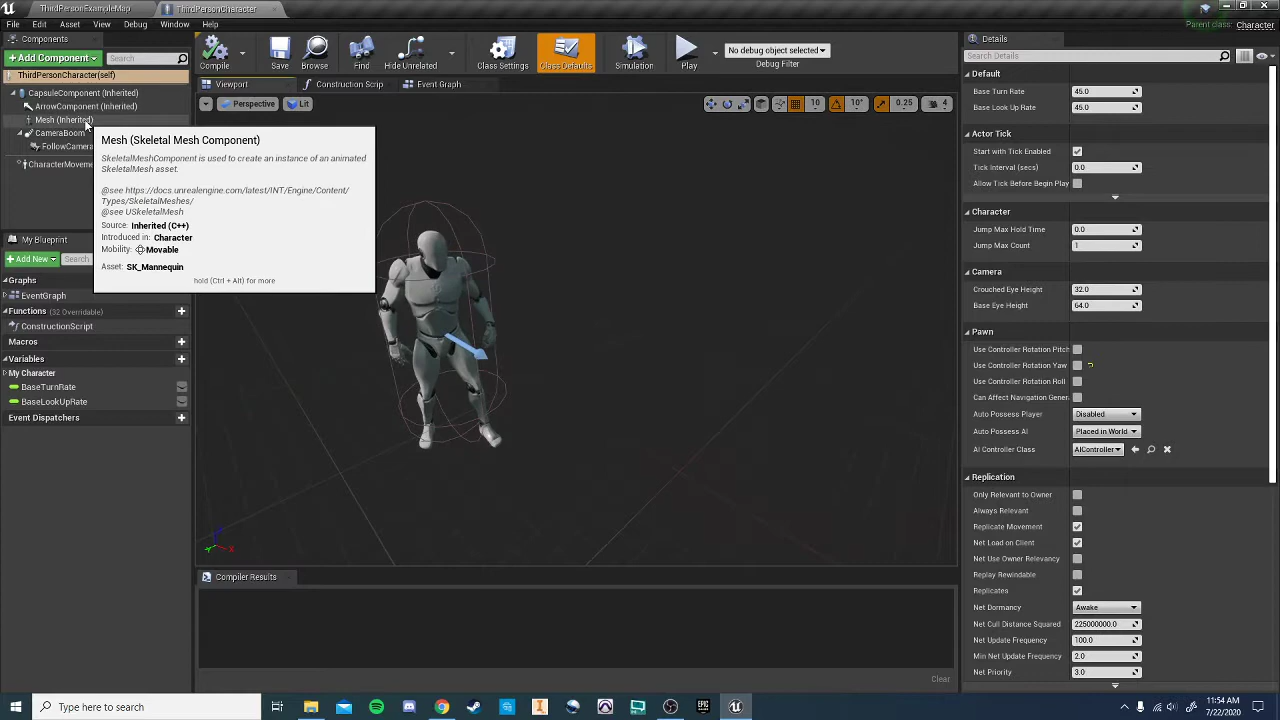 ThirdPersonExampleMap
ThirdPersonCharacter
File Edit Asset View Debug Window Help
Parent class: Character
Components
Add Component
Search
ThirdPersonCharacter(self)
CapsuleComponent (Inherited)
ArrowComponent (Inherited)
Mesh (Inherited)
CameraBoom
FollowCamera
CharacterMoveme
Mesh (Skeletal Mesh Component)
SkeletalMeshComponent is used to create an instance of an animated
SkeletalMesh asset.
@see https://docs.unrealengine.com/latest/INT/Engine/Content/
Types/SkeletalMeshes/
@see USkeletalMesh
Source: Inherited (C++)
Introduced in: Character
Mobility: Movable
Asset: SK_Mannequin
hold (Ctrl + Alt) for more
My Blueprint
Add New
Search
Graphs
EventGraph
Functions (32 Overridable)
ConstructionScript
Macros
Variables
My Character
BaseTurnRate
BaseLookUpRate
Event Dispatchers
Compile
Save
Browse
Find
Hide Unrelated
Class Settings
Class Defaults
Simulation
Play
No debug object selected
Debug Filter
Viewport
Construction Scrip
Event Graph
Perspective
Lit
10
10°
0.25
4
X
Compiler Results
Clear
Details
Search Details
Default
Base Turn Rate 45.0
Base Look Up Rate 45.0
Actor Tick
Start with Tick Enabled
Tick Interval (secs) 0.0
Allow Tick Before Begin Play
Character
Jump Max Hold Time 0.0
Jump Max Count 1
Camera
Crouched Eye Height 32.0
Base Eye Height 64.0
Pawn
Use Controller Rotation Pitch
Use Controller Rotation Yaw
Use Controller Rotation Roll
Can Affect Navigation Gener
Auto Possess Player Disabled
Auto Possess AI Placed in World
AI Controller Class AIController
Replication
Only Relevant to Owner
Always Relevant
Replicate Movement
Net Load on Client
Net Use Owner Relevancy
Replay Rewindable
Replicates
Net Dormancy Awake
Net Cull Distance Squared 225000000.0
Net Update Frequency 100.0
Min Net Update Frequency 2.0
Net Priority 3.0
Type here to search
11:54 AM
7/22/2020